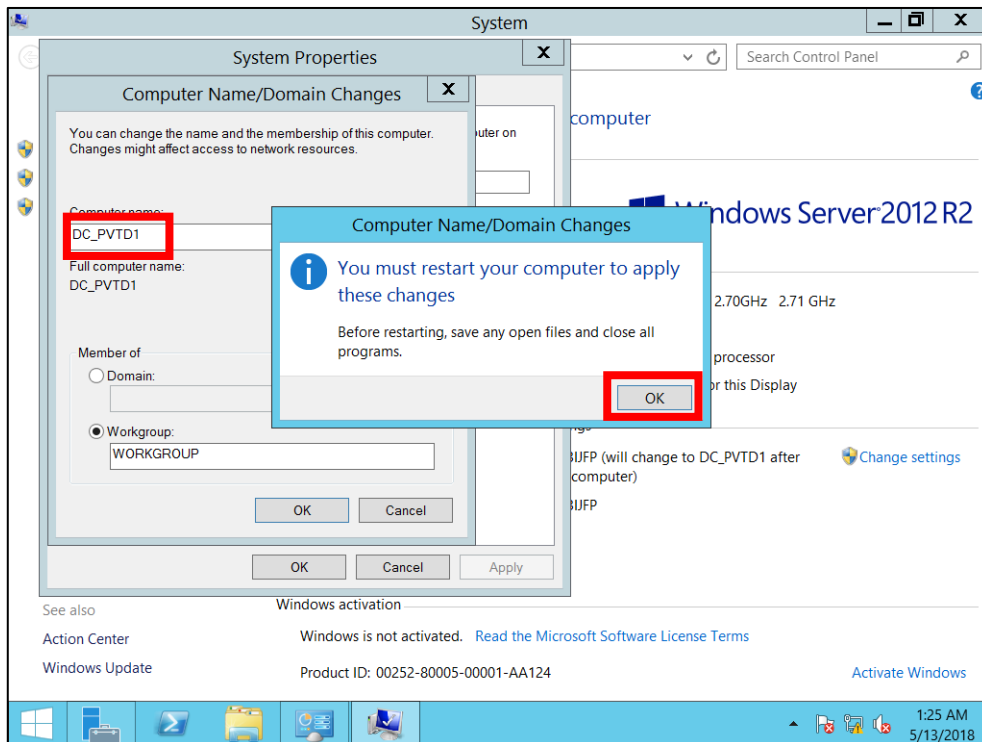 System
System Properties
Search Control Panel
Computer Name/Domain Changes
computer
You can change the name and the membership of this computer.
Changes might affect access to network resources.
puter on
Computer name:
DC_PVTD1
Windows Server 2012 R2
Computer Name/Domain Changes
You must restart your computer to apply
these changes
Before restarting, save any open files and close all
programs.
OK
Full computer name:
DC_PVTD1
2.70GHz 2.71 GHz
processor
or this Display
Member of
Domain:
Workgroup:
WORKGROUP
ngs
BIJFP (will change to DC_PVTD1 after
computer)
Change settings
BIJFP
OK
Cancel
OK
Cancel
Apply
See also
Action Center
Windows Update
Windows activation
Windows is not activated. Read the Microsoft Software License Terms
Product ID: 00252-80005-00001-AA124
Activate Windows
1:25 AM
5/13/2018